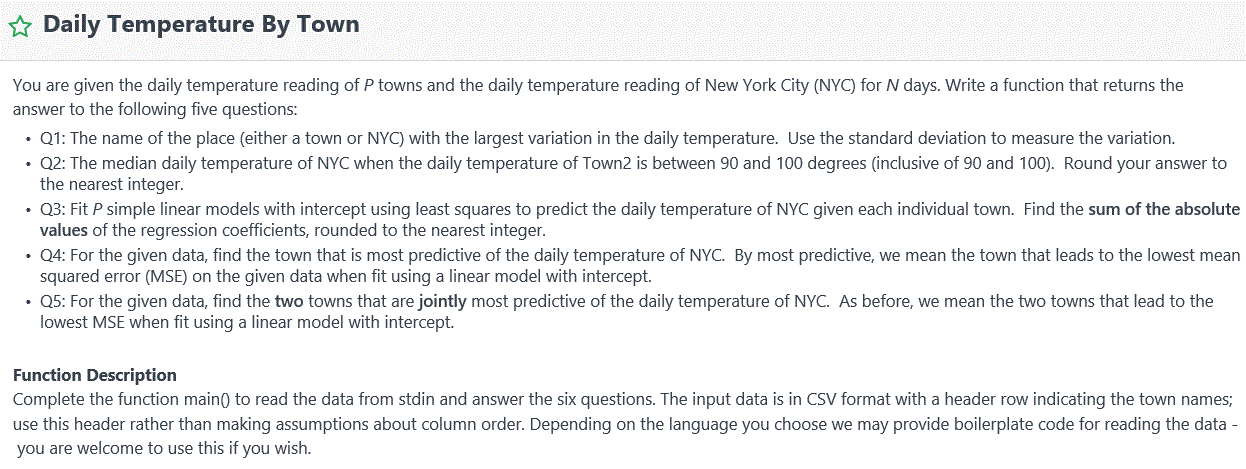 Daily Temperature By Town
You are given the daily temperature reading of P towns and the daily temperature reading of New York City (NYC) for N days. Write a function that returns the
answer to the following five questions:
• Q1: The name of the place (either a town or NYC) with the largest variation in the daily temperature.  Use the standard deviation to measure the variation.
• Q2: The median daily temperature of NYC when the daily temperature of Town2 is between 90 and 100 degrees (inclusive of 90 and 100).  Round your answer to
the nearest integer.
• Q3: Fit P simple linear models with intercept using least squares to predict the daily temperature of NYC given each individual town.  Find the sum of the absolute
values of the regression coefficients, rounded to the nearest integer.
• Q4: For the given data, find the town that is most predictive of the daily temperature of NYC.  By most predictive, we mean the town that leads to the lowest mean
squared error (MSE) on the given data when fit using a linear model with intercept.
• Q5: For the given data, find the two towns that are jointly most predictive of the daily temperature of NYC.  As before, we mean the two towns that lead to the
lowest MSE when fit using a linear model with intercept.
Function Description
Complete the function main() to read the data from stdin and answer the six questions. The input data is in CSV format with a header row indicating the town names;
use this header rather than making assumptions about column order. Depending on the language you choose we may provide boilerplate code for reading the data -
you are welcome to use this if you wish.